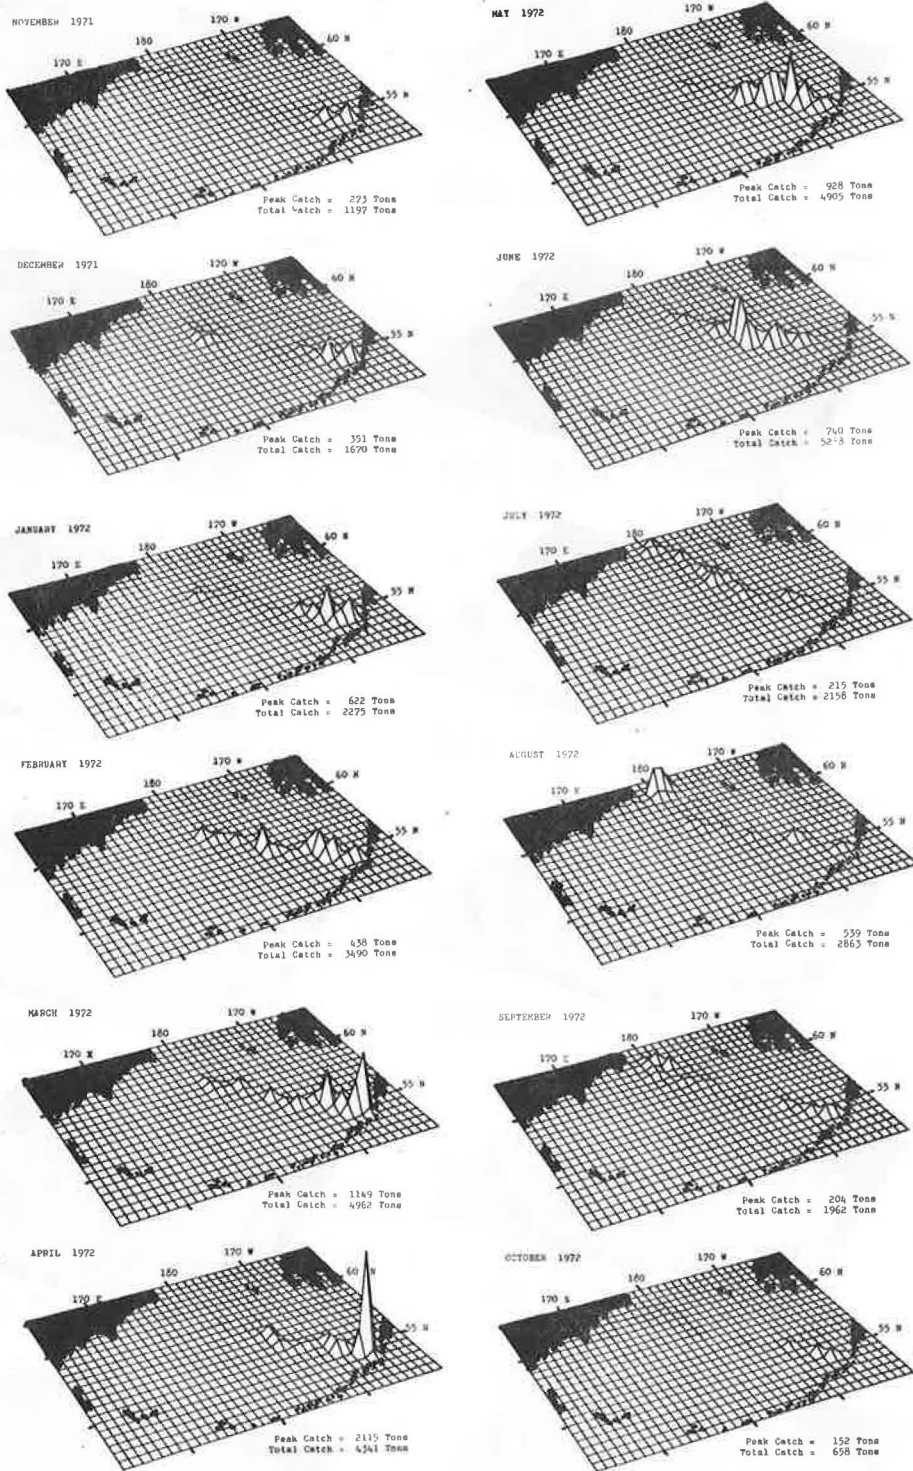 NOVEMBER 1971
170 W
60 N
180
170 E
55 N
Peak Catch = 273 Tons
Total Catch = 1197 Tons
DECEMBER 1971
170 W
60 N
180
170 E
55 N
Peak Catch = 351 Tons
Total Catch = 1670 Tons
JANUARY 1972
170 W
60 N
180
170 E
55 N
Peak Catch = 622 Tons
Total Catch = 2275 Tons
FEBRUARY 1972
170 W
60 N
180
170 E
55 N
Peak Catch = 438 Tons
Total Catch = 3490 Tons
MARCH 1972
170 W
60 N
180
170 E
55 N
Peak Catch = 1149 Tons
Total Catch = 4962 Tons
APRIL 1972
170 W
60 N
180
170 E
55 N
Peak Catch = 2115 Tons
Total Catch = 4341 Tons
MAY 1972
170 W
60 N
180
170 E
55 N
Peak Catch = 928 Tons
Total Catch = 4905 Tons
JUNE 1972
170 W
60 N
180
170 E
55 N
Peak Catch = 740 Tons
Total Catch = Tons
JULY 1972
170 W
60 N
180
170 E
55 N
Peak Catch = 215 Tons
Total Catch = 2158 Tons
AUGUST 1972
170 W
60 N
180
170 E
55 N
Peak Catch = 539 Tons
Total Catch = 2863 Tons
SEPTEMBER 1972
170 W
60 N
180
170 E
55 N
Peak Catch = 204 Tons
Total Catch = 1962 Tons
OCTOBER 1972
170 W
60 N
180
170 E
55 N
Peak Catch = 152 Tons
Total Catch = 658 Tons